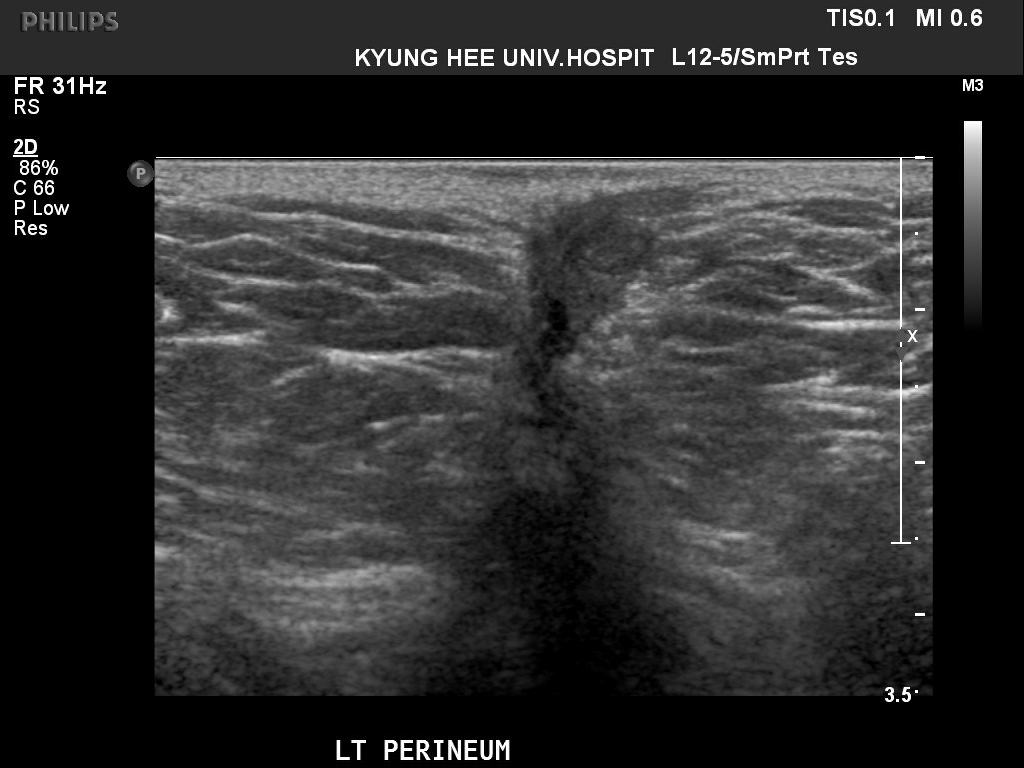 PHILIPS
TIS0.1 MI 0.6
KYUNG HEE UNIV.HOSPIT L12-5/SmPrt Tes
FR 31Hz
RS
M3
2D
86%
C 66
P Low
Res
P
X
3.5
LT PERINEUM